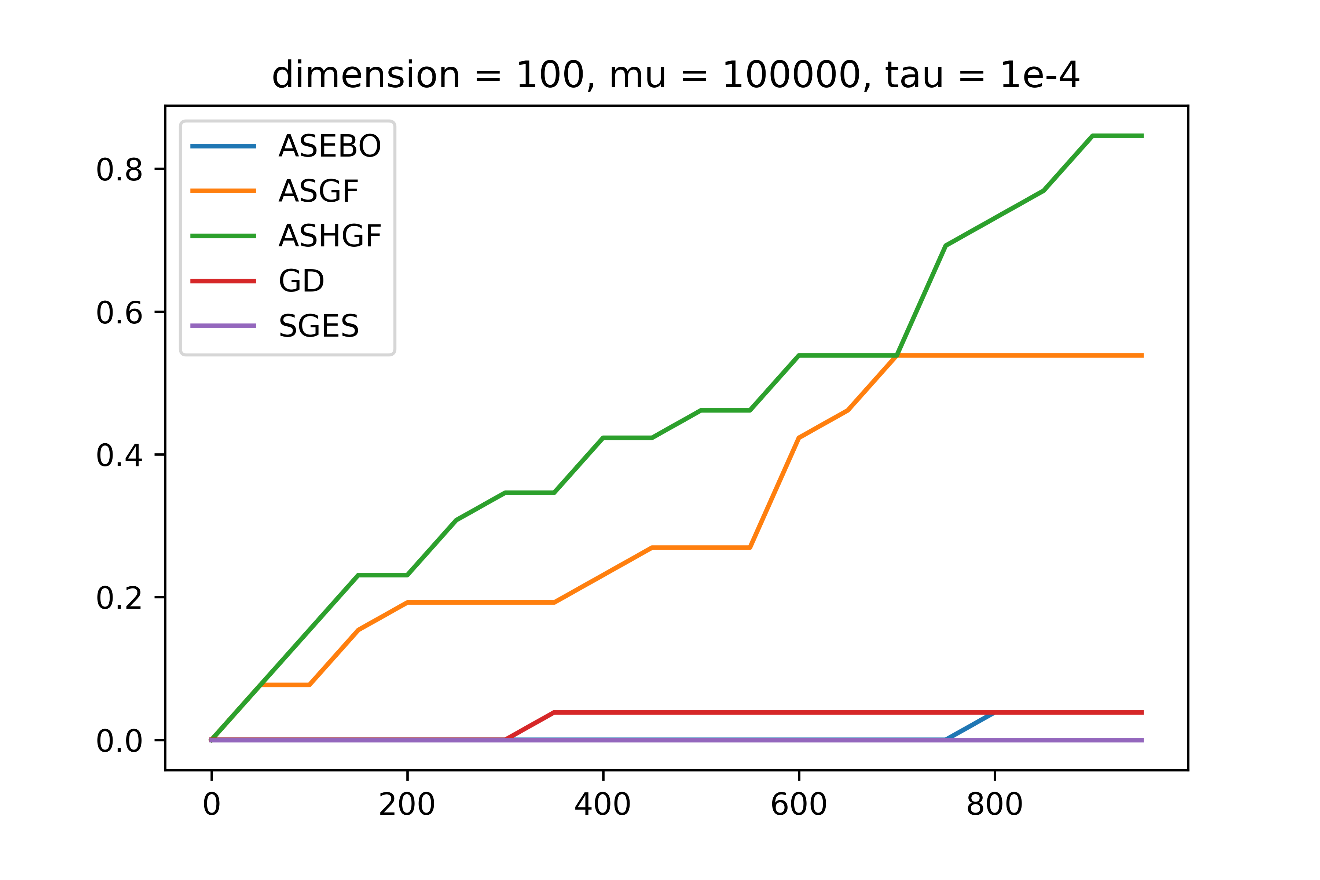 dimension = 100, mu = 100000, tau = 1e-4
ASEBO
ASGF
ASHGF
GD
SGES
0.8
0.6
0.4
0.2
0.0
0 200 400 600 800